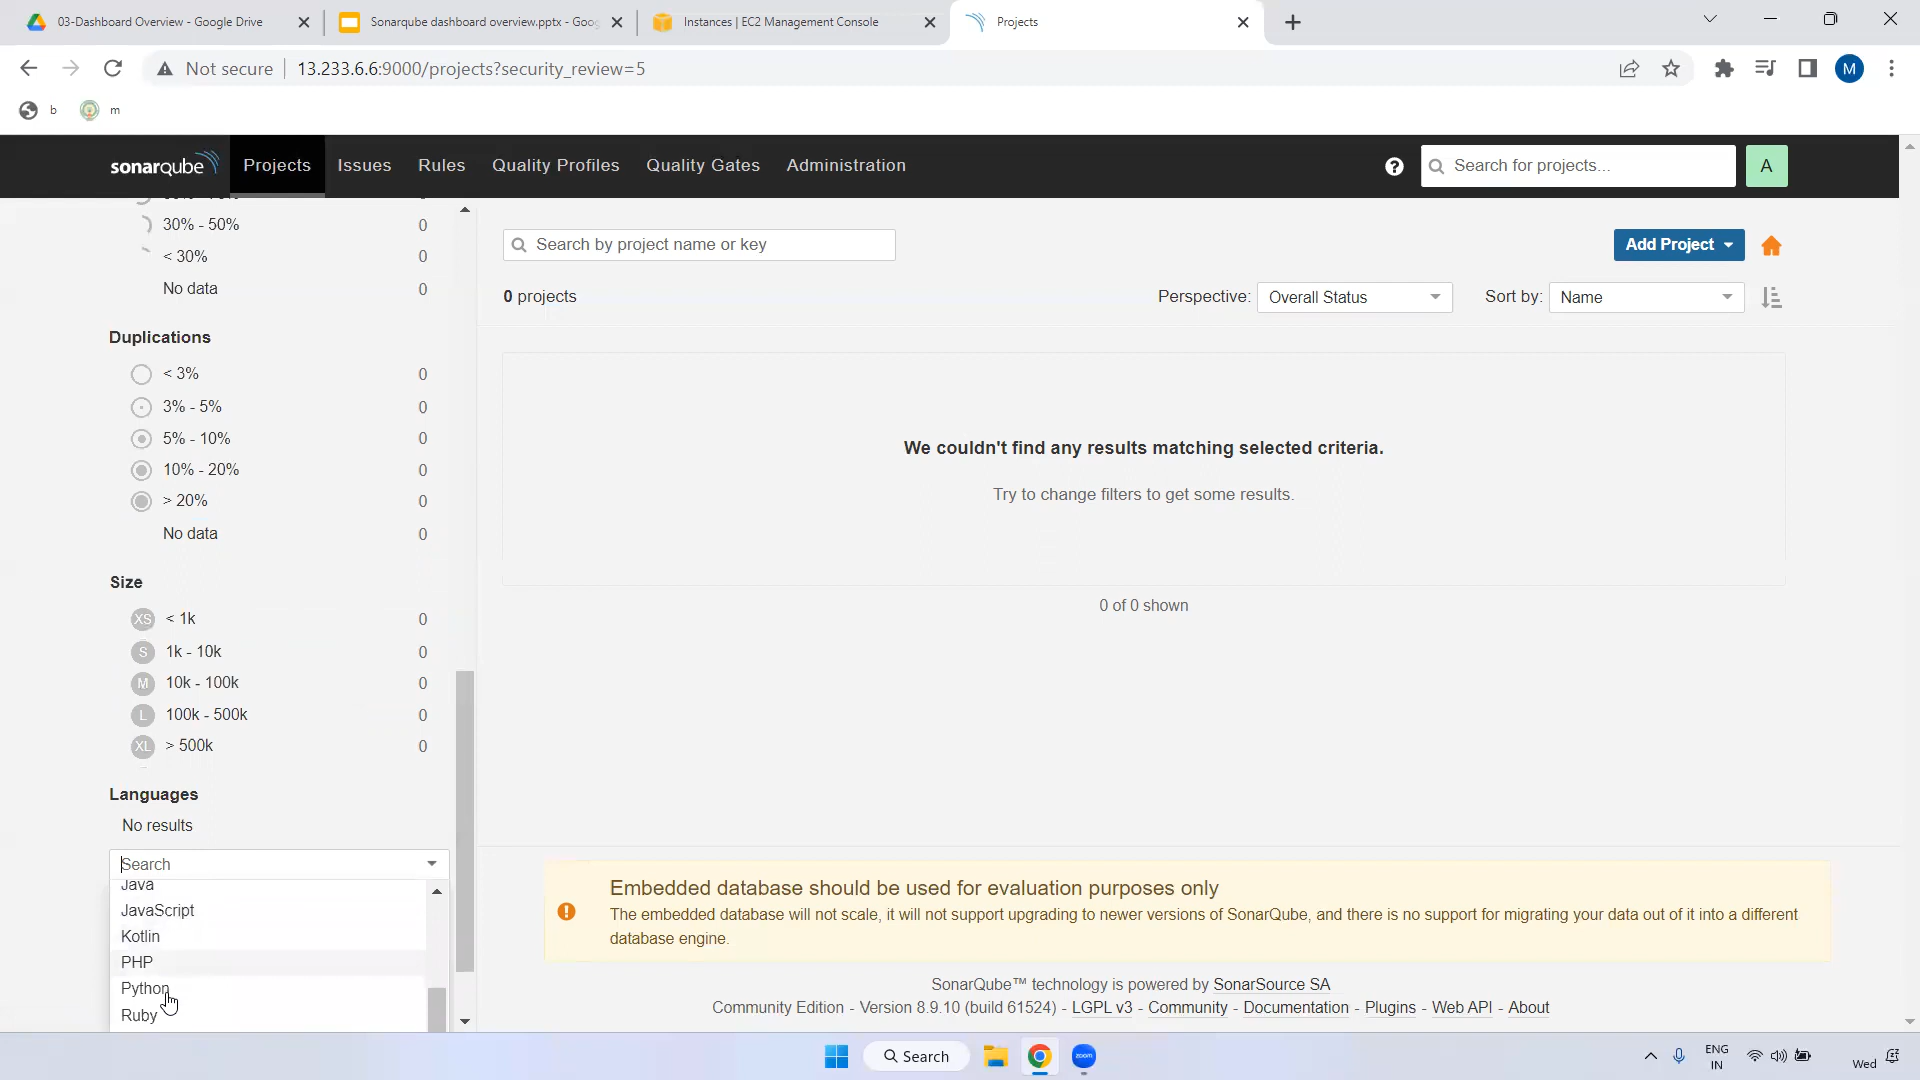 03-Dashboard Overview - Google Drive
Sonarqube dashboard overview.pptx - Goog
Instances | EC2 Management Console
Projects
Not secure
13.233.6.6:9000/projects?security_review=5
M
b
m
sonarqube
Projects
Issues
Rules
Quality Profiles
Quality Gates
Administration
Search for projects...
A
30% - 50%
0
< 30%
0
No data
0
Duplications
< 3%
0
3% - 5%
0
5% - 10%
0
10% - 20%
0
> 20%
0
No data
0
Size
XS < 1k
0
S 1k - 10k
0
M 10k - 100k
0
L 100k - 500k
0
XL > 500k
0
Languages
No results
Search
Java
JavaScript
Kotlin
PHP
Python
Ruby
Search by project name or key
Add Project
0 projects
Perspective: Overall Status
Sort by: Name
We couldn't find any results matching selected criteria.
Try to change filters to get some results.
0 of 0 shown
Embedded database should be used for evaluation purposes only
The embedded database will not scale, it will not support upgrading to newer versions of SonarQube, and there is no support for migrating your data out of it into a different
database engine.
SonarQube™ technology is powered by SonarSource SA
Community Edition - Version 8.9.10 (build 61524) - LGPL v3 - Community - Documentation - Plugins - Web API - About
Search
zoom
ENG
IN
Wed